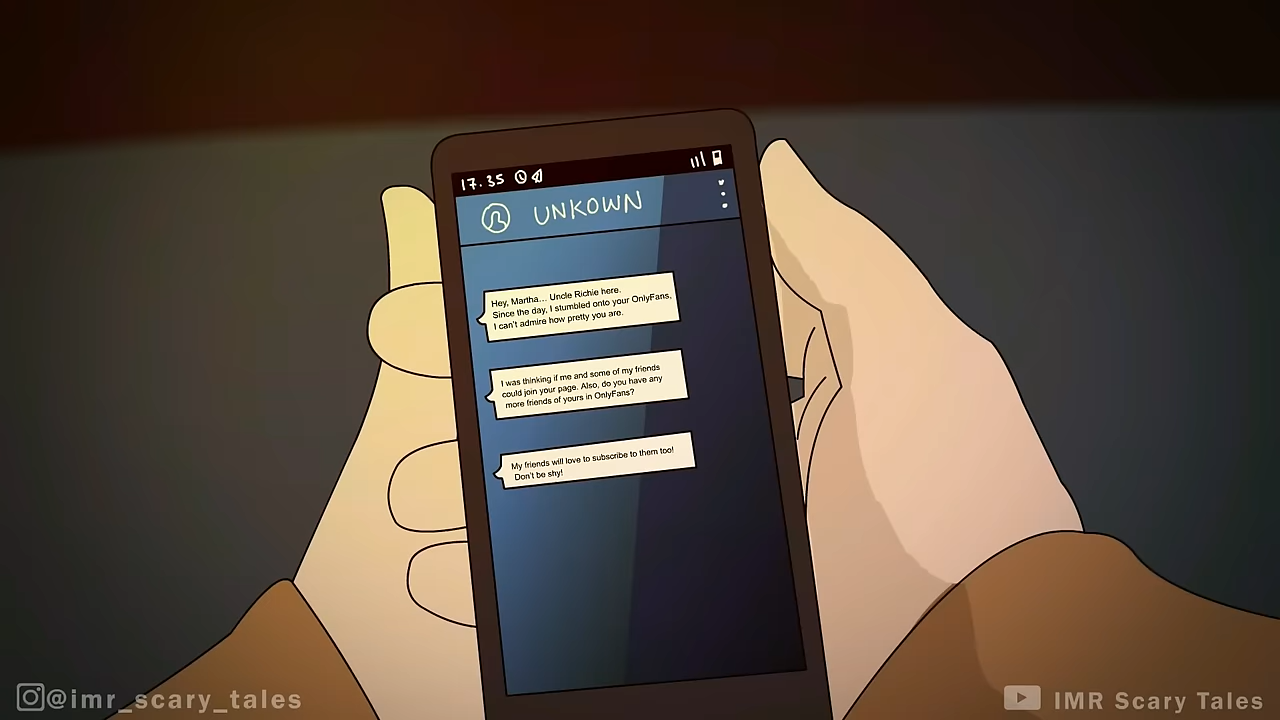 17.35
UNKOWN
Hey, Martha... Uncle Richie here.
Since the day, I stumbled onto your OnlyFans,
I can't admire how pretty you are.
I was thinking if me and some of my friends
could join your page. Also, do you have any
more friends of yours in OnlyFans?
My friends will love to subscribe to them too!
Don't be shy!
@imr_scary_tales
IMR Scary Tales